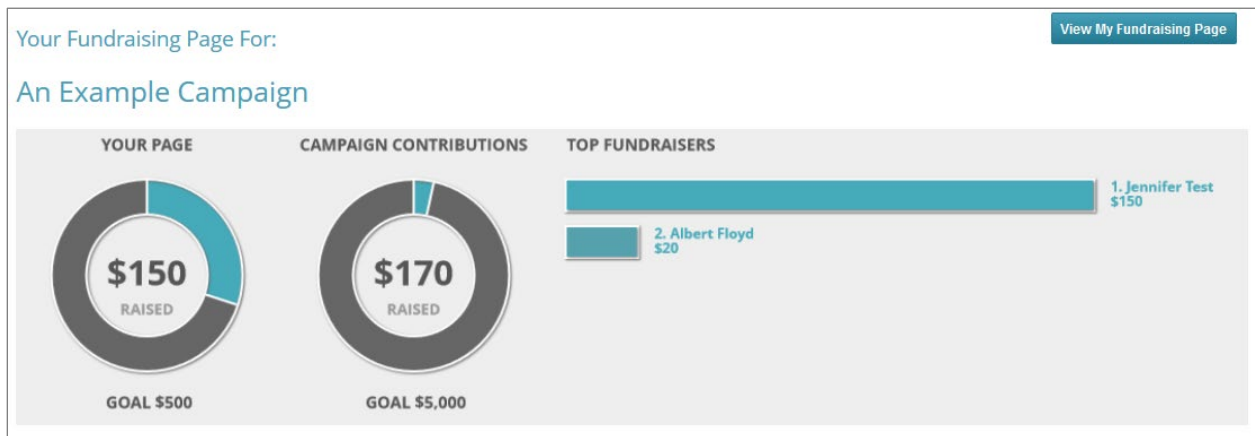 Your Fundraising Page For:
View My Fundraising Page
An Example Campaign
YOUR PAGE
$150
RAISED
GOAL $500
CAMPAIGN CONTRIBUTIONS
$170
RAISED
GOAL $5,000
TOP FUNDRAISERS
1. Jennifer Test
$150
2. Albert Floyd
$20